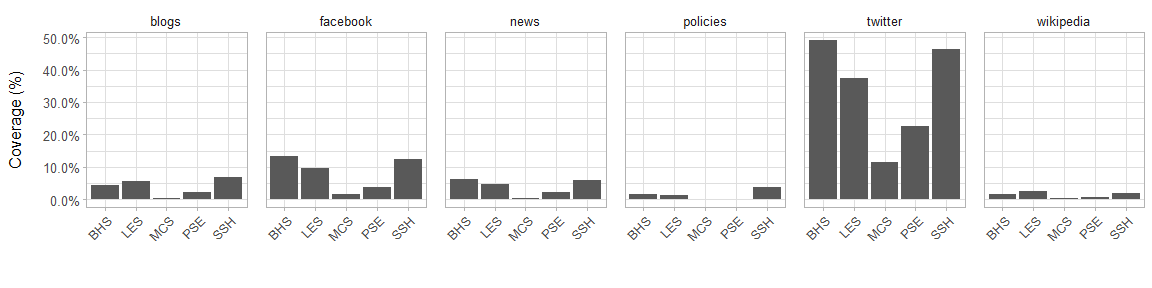 blogs facebook news policies twitter wikipedia
Coverage (%)
50.0%
40.0%
30.0%
20.0%
10.0%
0.0%
BHS LES MCS PSE SSH BHS LES MCS PSE SSH BHS LES MCS PSE SSH BHS LES MCS PSE SSH BHS LES MCS PSE SSH BHS LES MCS PSE SSH